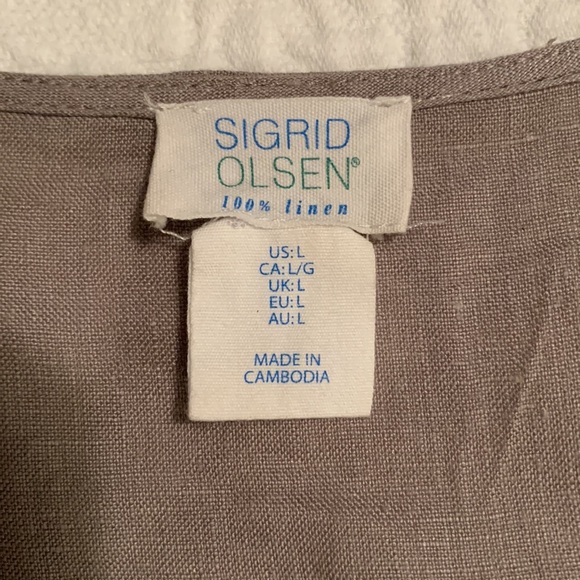 SIGRID
OLSEN®
100% linen
US: L
CA: L/G
UK: L
EU: L
AU: L
MADE IN
CAMBODIA